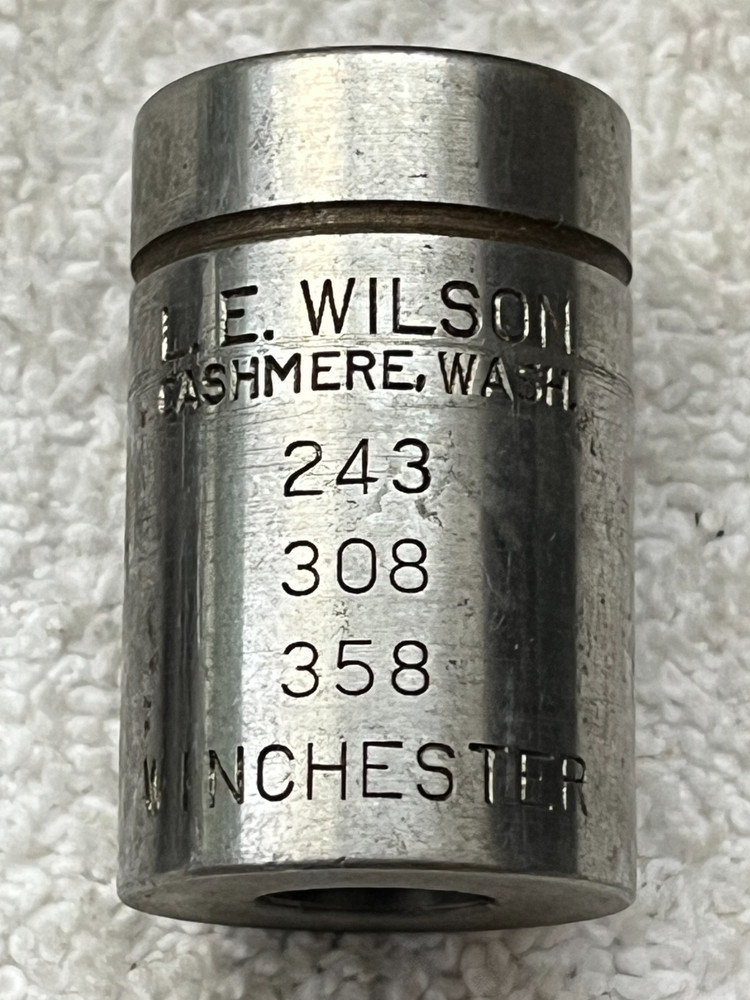 L.E. WILSON
CASHMERE, WASH.
243
308
358
WINCHESTER